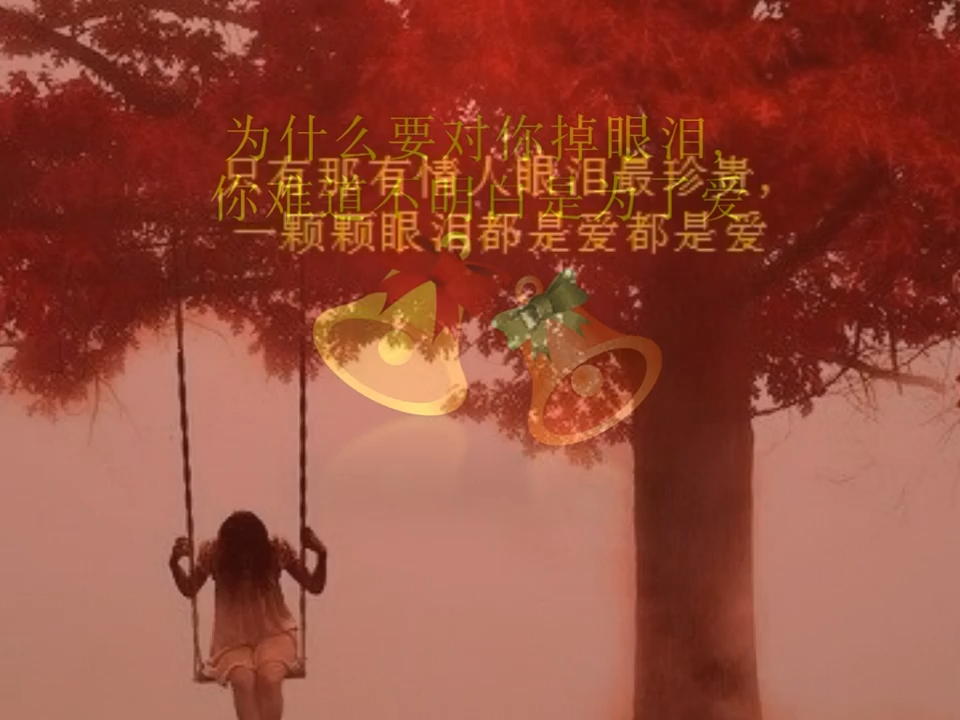 为什么要对你掉眼泪,
只有那有情人眼泪最珍贵,
你难道不明白是为了爱
一颗颗眼泪都是爱都是爱